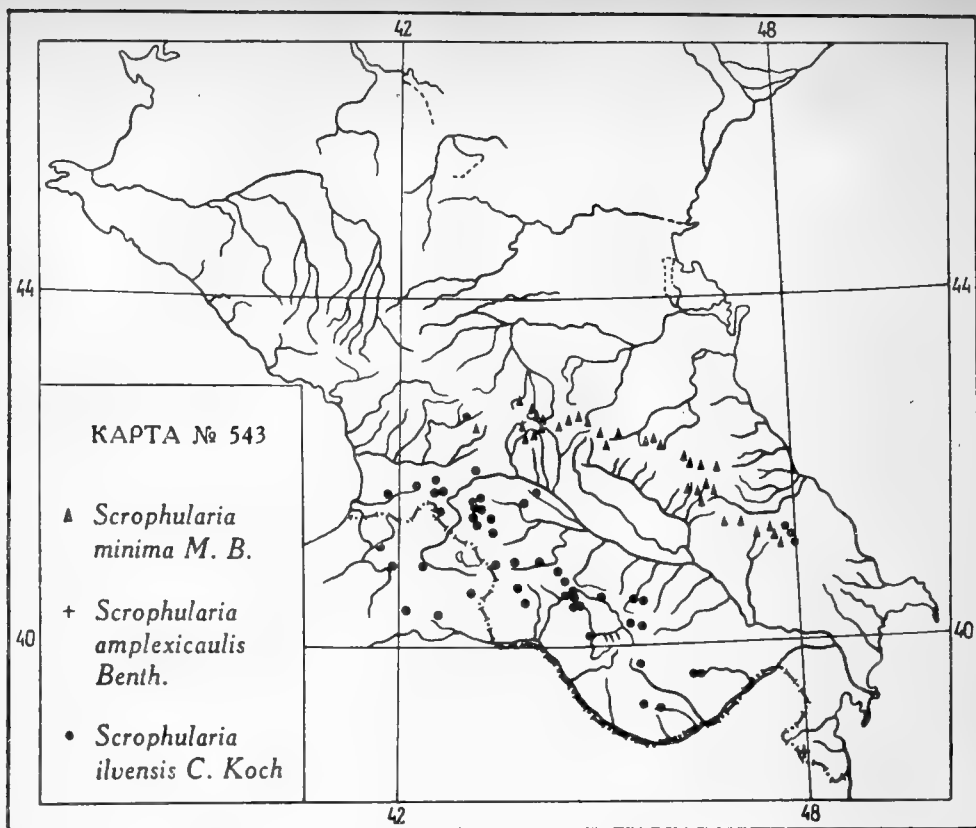 42 48
44 44
КАРТА № 543
Scrophularia
minima M. B.
Scrophularia
amplexicaulis
Benth.
Scrophularia
ilvensis C. Koch
40 40
42 48